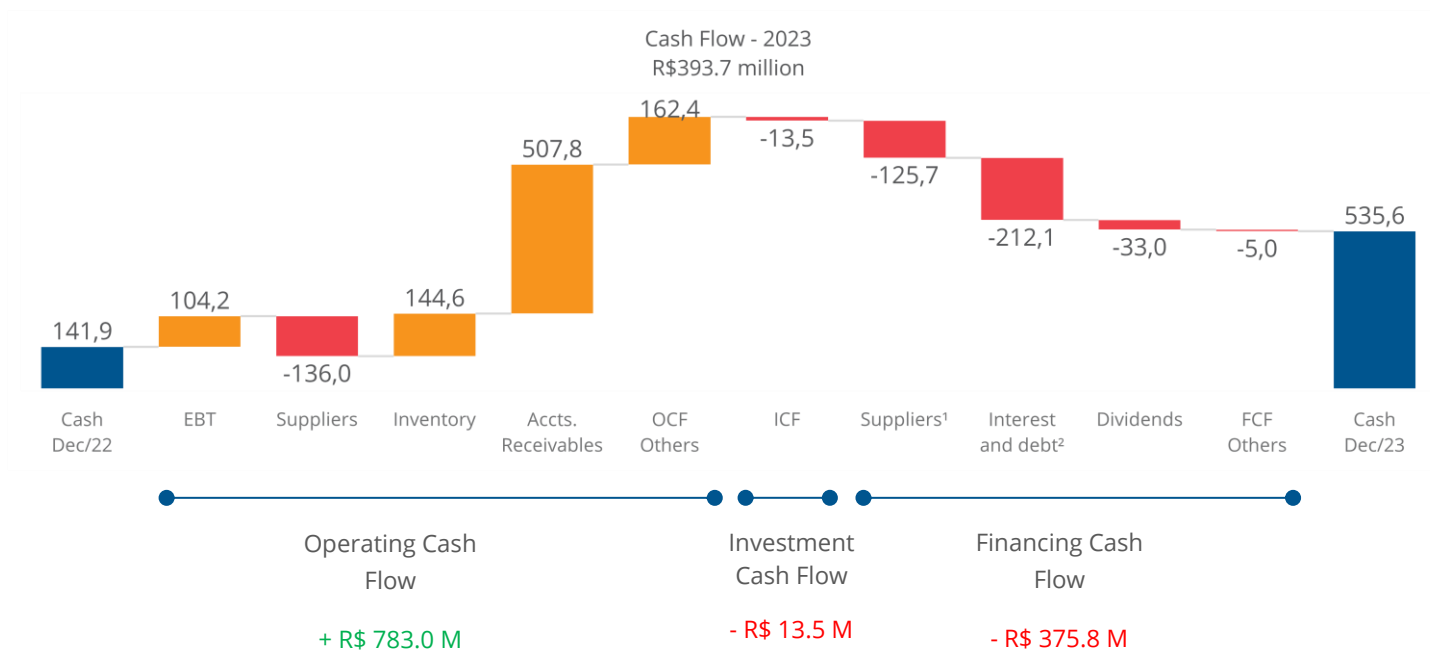 Cash Flow - 2023
R$393.7 million
141,9
104,2
-136,0
144,6
507,8
162,4
-13,5
-125,7
-212,1
-33,0
-5,0
535,6
Cash
Dec/22
EBT
Suppliers
Inventory
Accts.
Receivables
OCF
Others
ICF
Suppliers¹
Interest
and debt²
Dividends
FCF
Others
Cash
Dec/23
Operating Cash
Flow
+ R$ 783.0 M
Investment
Cash Flow
- R$ 13.5 M
Financing Cash
Flow
- R$ 375.8 M